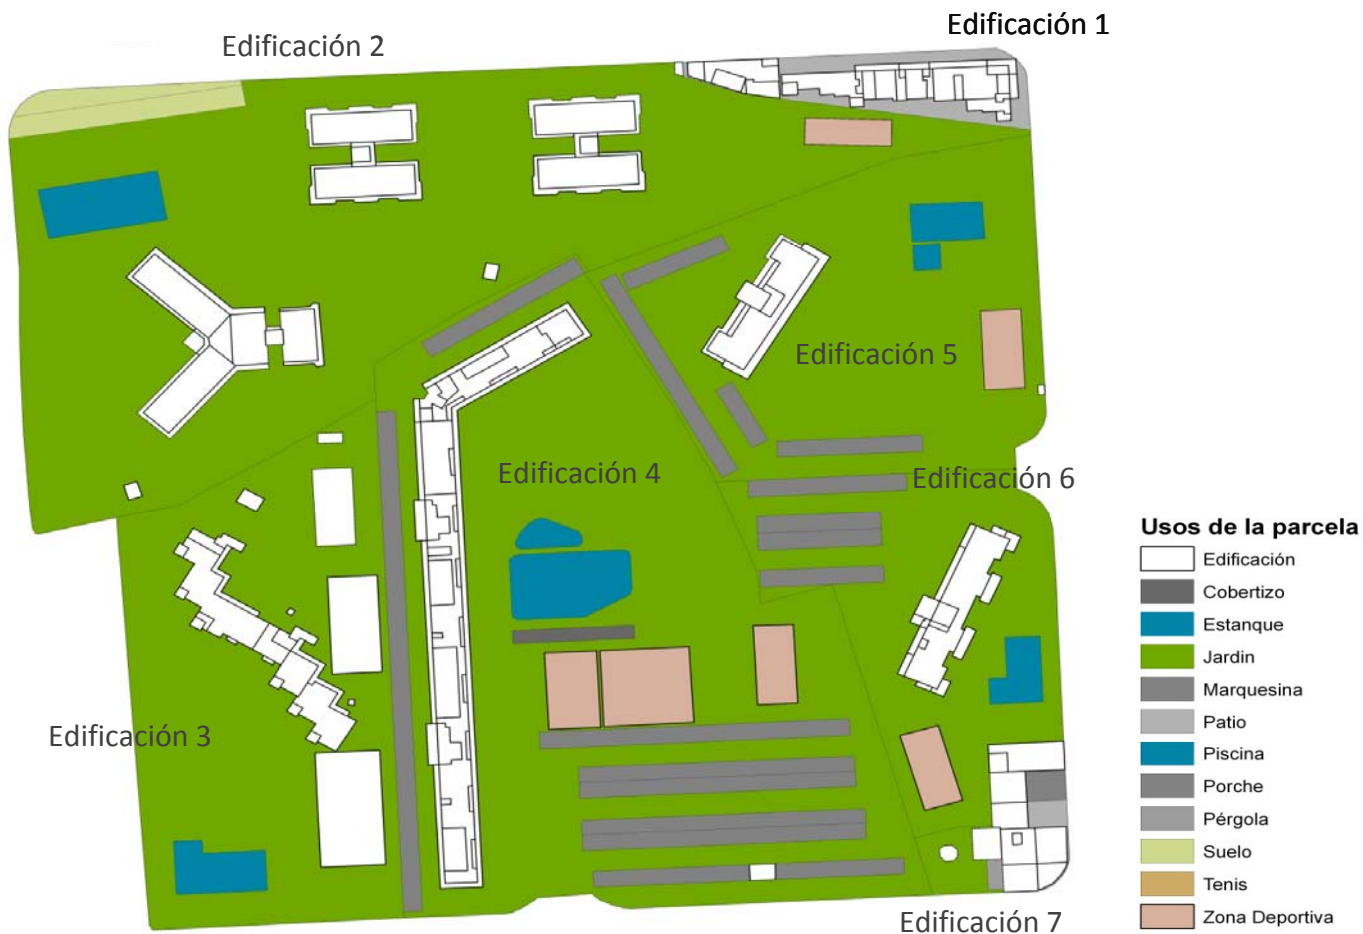 Edificación 1
Edificación 2
Edificación 5
Edificación 4
Edificación 6
Edificación 3
Edificación 7
Usos de la parcela
Edificación
Cobertizo
Estanque
Jardin
Marquesina
Patio
Piscina
Porche
Pérgola
Suelo
Tenis
Zona Deportiva